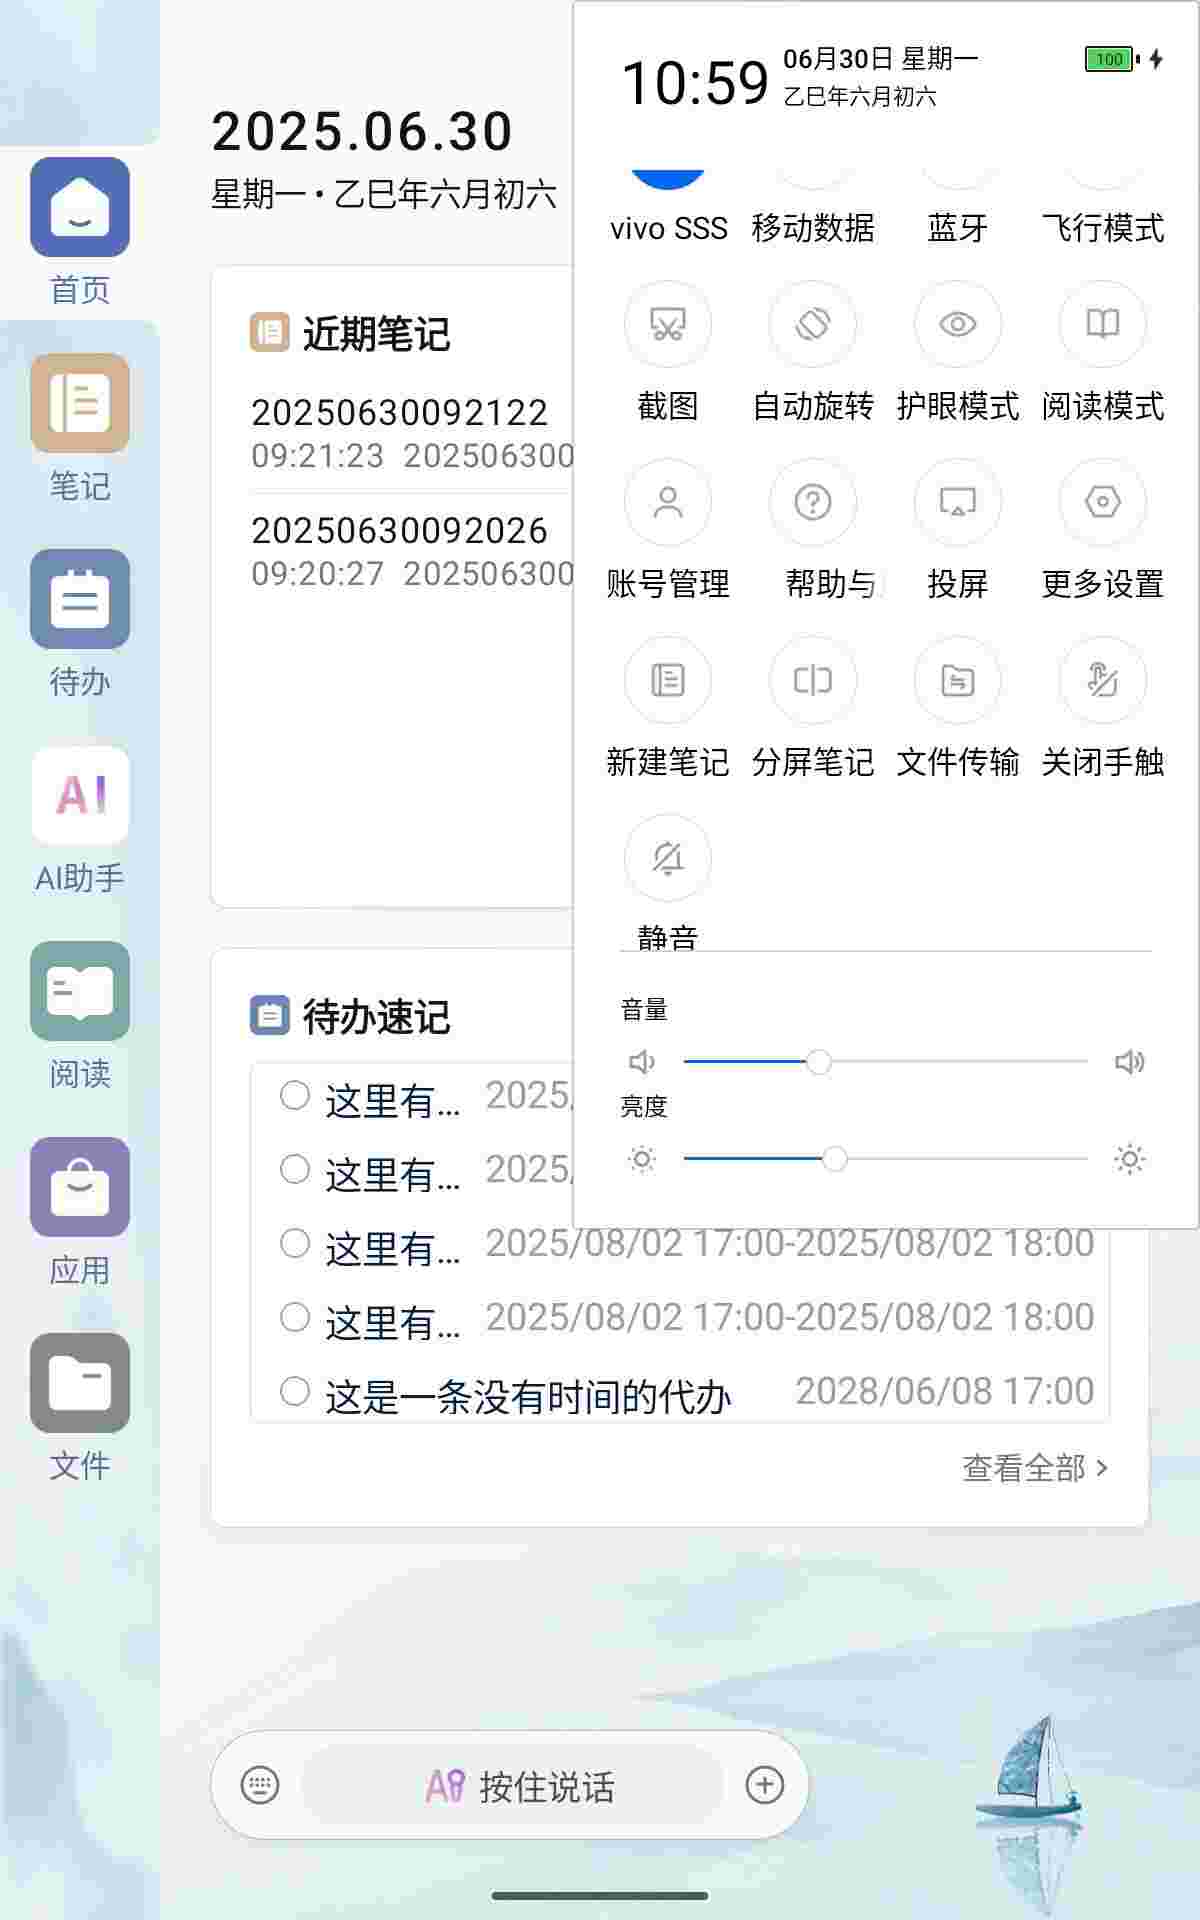 10:59
06月30日 星期一
乙巳年六月初六
100
vivo SSS 移动数据 蓝牙 飞行模式
截图 自动旋转 护眼模式 阅读模式
账号管理 帮助与 投屏 更多设置
新建笔记 分屏笔记 文件传输 关闭手触
静音
音量
亮度
2025.06.30
星期一·乙巳年六月初六
首页
笔记
待办
AI
AI助手
阅读
应用
文件
近期笔记
20250630092122
09:21:23 202506300
20250630092026
09:20:27 202506300
待办速记
这里有... 2025/
这里有... 2025/
这里有... 2025/08/02 17:00-2025/08/02 18:00
这里有... 2025/08/02 17:00-2025/08/02 18:00
这是一条没有时间的代办 2028/06/08 17:00
查看全部 >
AI 按住说话